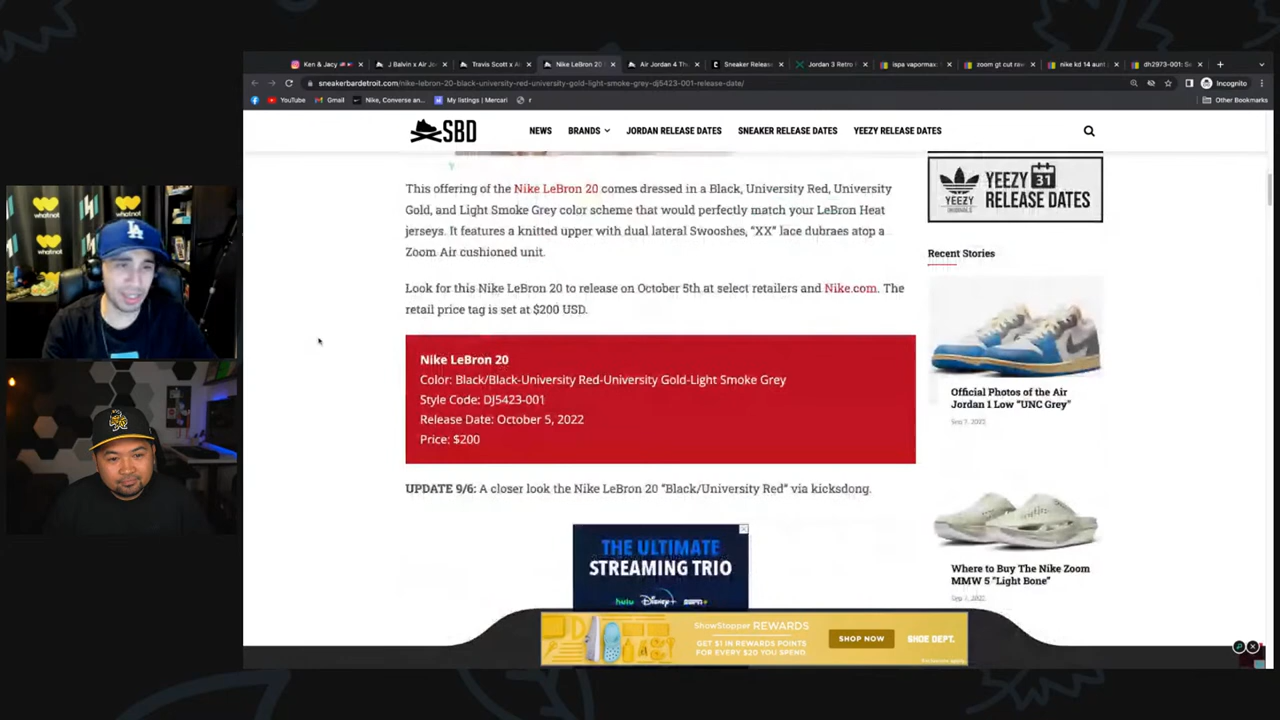 Ken & Jacy
J Balvin x Air Jo
Travis Scott x A
Nike LeBron 20
Air Jordan 4 Th
Sneaker Releas
Jordan 3 Retro
ispa vapormax
zoom gt cut
nike kd 14 aunt
dh2973-001: S
sneakerbardetroit.com/nike-lebron-20-black-university-red-university-gold-light-smoke-grey-dj5423-001-release-date/
Incognito
YouTube
Gmail
Nike, Converse an...
My listings | Mercari
r
Other Bookmarks
SBD
NEWS
BRANDS
JORDAN RELEASE DATES
SNEAKER RELEASE DATES
YEEZY RELEASE DATES
This offering of the Nike LeBron 20 comes dressed in a Black, University Red, University
Gold, and Light Smoke Grey color scheme that would perfectly match your LeBron Heat
jerseys. It features a knitted upper with dual lateral Swooshes, “XX” lace dubraes atop a
Zoom Air cushioned unit.
Look for this Nike LeBron 20 to release on October 5th at select retailers and Nike.com. The
retail price tag is set at $200 USD.
Nike LeBron 20
Color: Black/Black-University Red-University Gold-Light Smoke Grey
Style Code: DJ5423-001
Release Date: October 5, 2022
Price: $200
UPDATE 9/6: A closer look the Nike LeBron 20 “Black/University Red” via kicksdong.
THE ULTIMATE
STREAMING TRIO
hulu
Disney+
ESPN+
YEEZY 31
RELEASE DATES
Recent Stories
Official Photos of the Air
Jordan 1 Low “UNC Grey”
Sep 7, 2022
Where to Buy The Nike Zoom
MMW 5 “Light Bone”
Sep 7, 2022
ShowStopper REWARDS
GET $1 IN REWARDS POINTS
FOR EVERY $20 YOU SPEND
SHOP NOW
SHOE DEPT.
whatnot
whatnot
whatnot